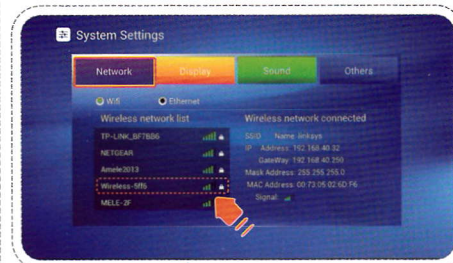 System Settings
Network Display Sound Others
Wifi Ethernet
Wireless network list
TP-LINK_BF7BB6
NETGEAR
Amele2013
Wireless-5ff6
MELE-2F
Wireless network connected
SSID Name: linksys
IP Address: 192.168.40.32
GateWay: 192.168.40.250
Mask Address: 255.255.255.0
MAC Address: 00:73:05:02:6D:F6
Signal: